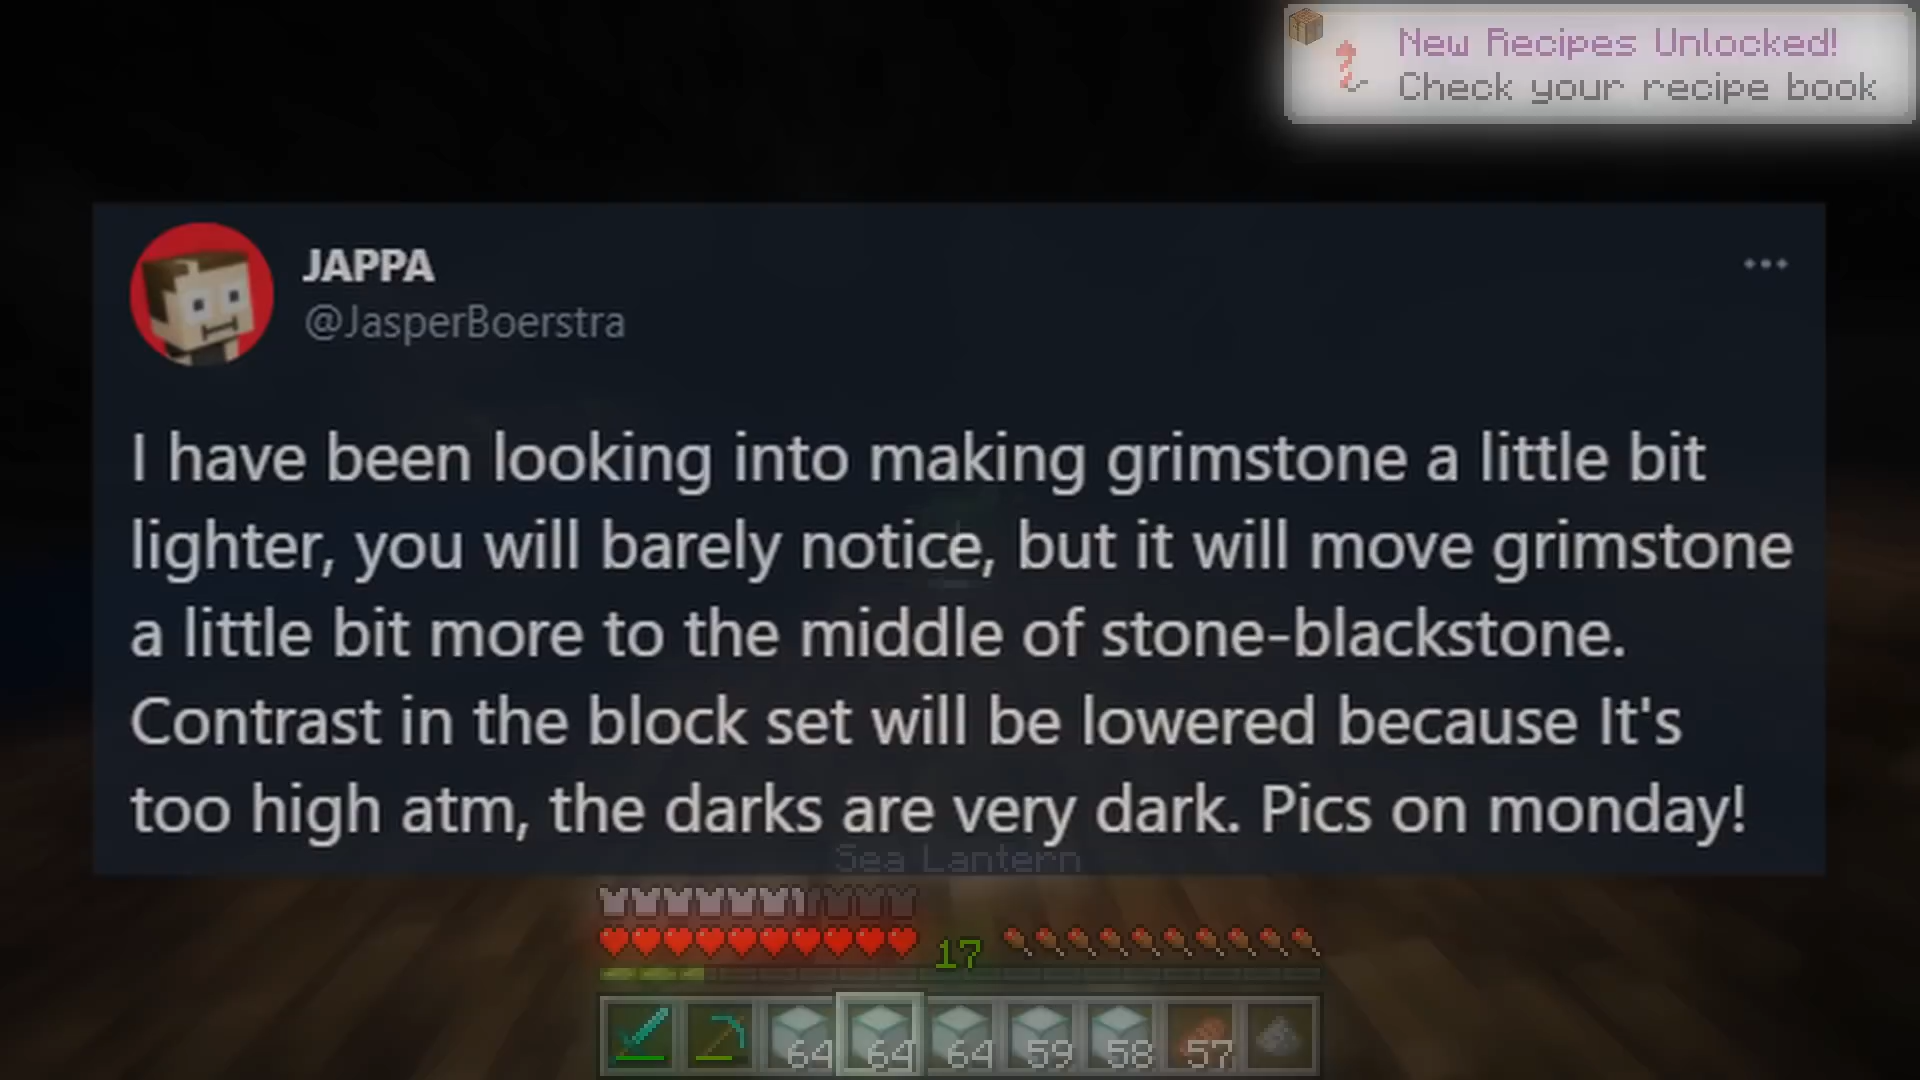 New Recipes Unlocked!
Check your recipe book
JAPPA
@JasperBoerstra
I have been looking into making grimstone a little bit
lighter, you will barely notice, but it will move grimstone
a little bit more to the middle of stone-blackstone.
Contrast in the block set will be lowered because It's
too high atm, the darks are very dark. Pics on monday!
Sea Lantern
17
64 64 64 59 58 57